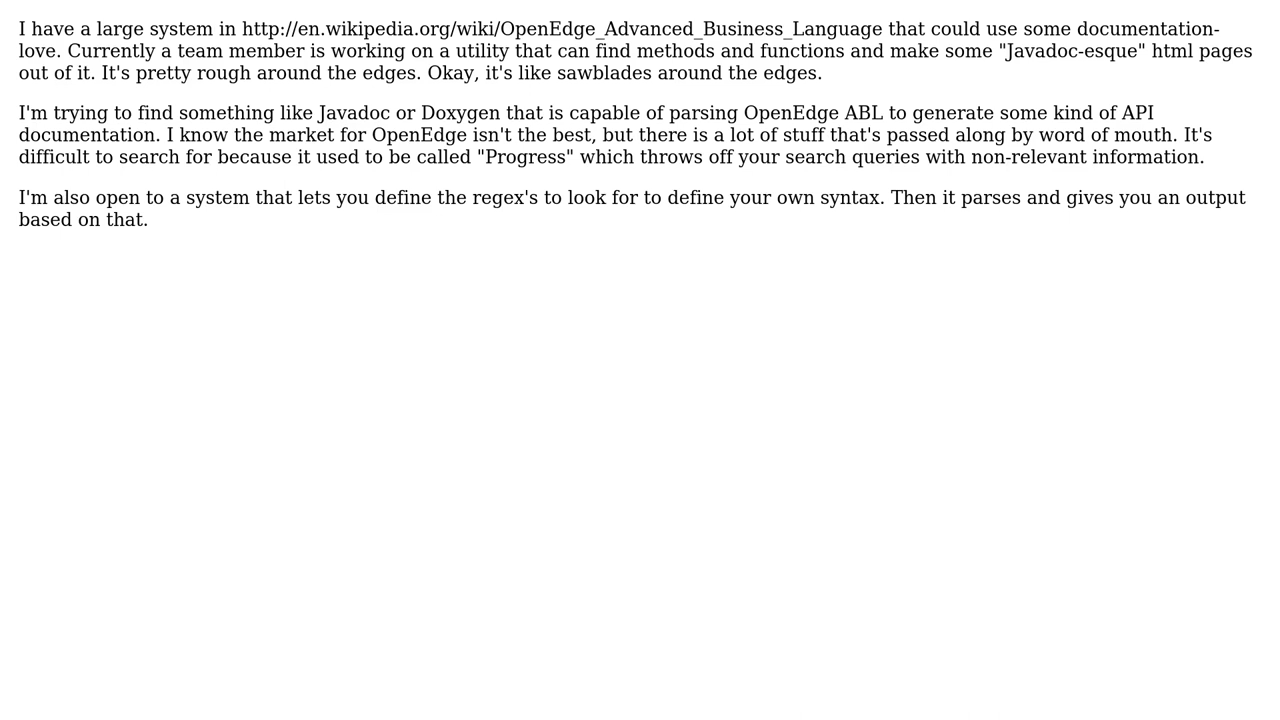 I have a large system in http://en.wikipedia.org/wiki/OpenEdge_Advanced_Business_Language that could use some documentation-
love. Currently a team member is working on a utility that can find methods and functions and make some "Javadoc-esque" html pages
out of it. It's pretty rough around the edges. Okay, it's like sawblades around the edges.
I'm trying to find something like Javadoc or Doxygen that is capable of parsing OpenEdge ABL to generate some kind of API
documentation. I know the market for OpenEdge isn't the best, but there is a lot of stuff that's passed along by word of mouth. It's
difficult to search for because it used to be called "Progress" which throws off your search queries with non-relevant information.
I'm also open to a system that lets you define the regex's to look for to define your own syntax. Then it parses and gives you an output
based on that.